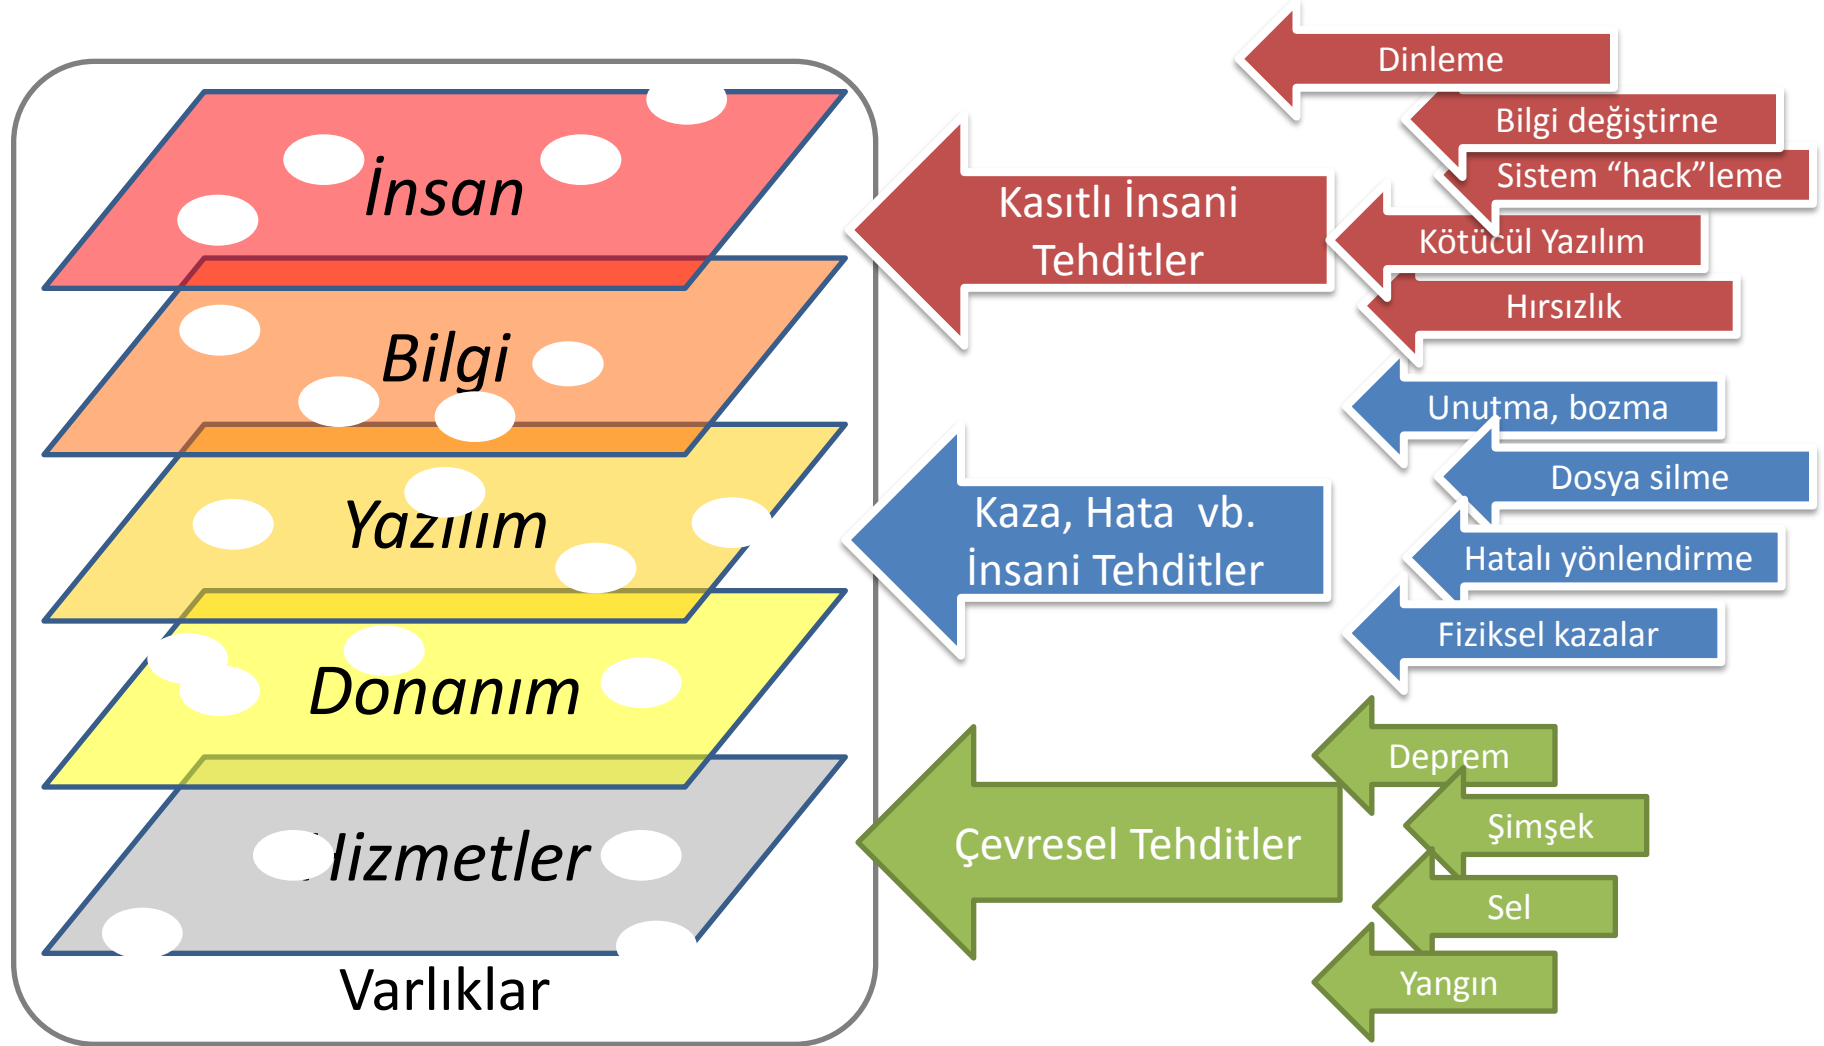 İnsan
Bilgi
Yazılım
Donanım
Hizmetler
Varlıklar
Kasıtlı İnsani
Tehditler
Dinleme
Bilgi değiştirne
Sistem “hack”leme
Kötücül Yazılım
Hırsızlık
Kaza, Hata  vb.
İnsani Tehditler
Unutma, bozma
Dosya silme
Hatalı yönlendirme
Fiziksel kazalar
Çevresel Tehditler
Deprem
Şimşek
Sel
Yangın